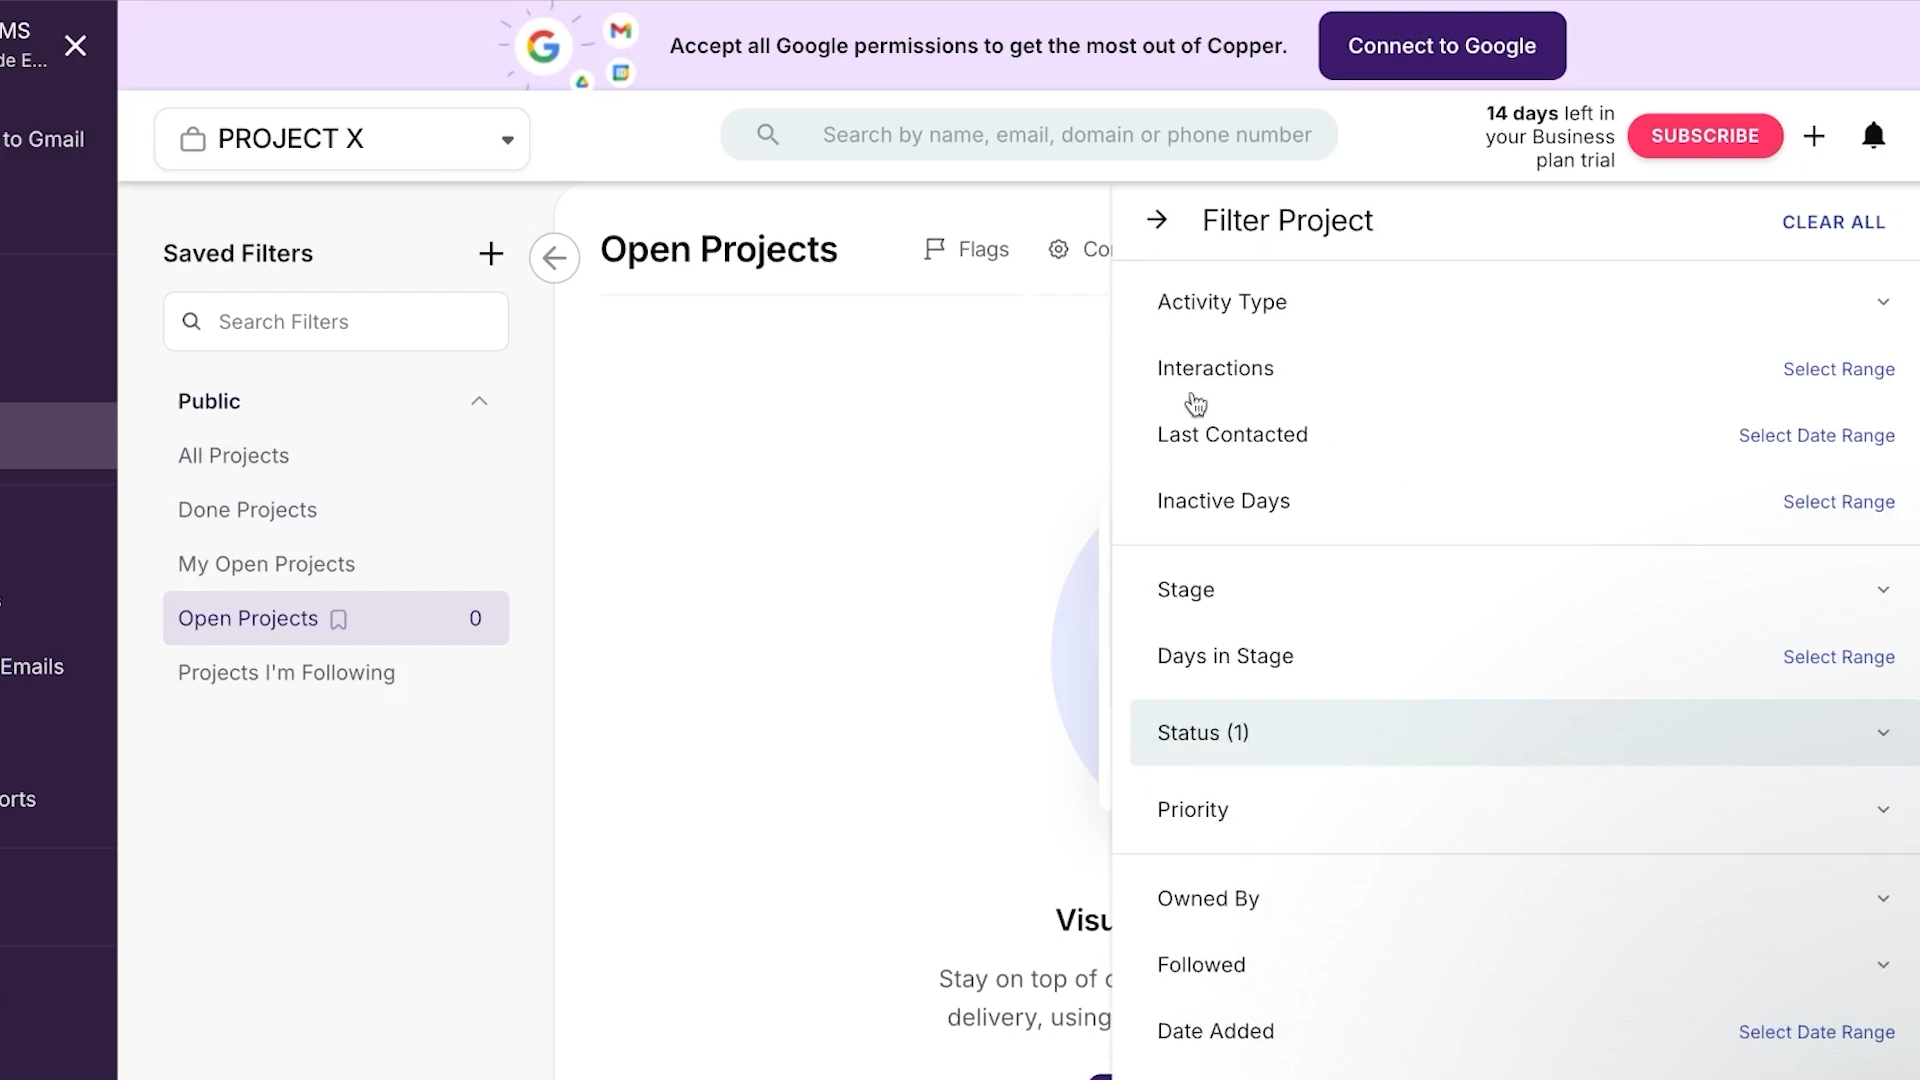 MS
de E...
to Gmail
Emails
orts
Accept all Google permissions to get the most out of Copper.
Connect to Google
PROJECT X
Search by name, email, domain or phone number
14 days left in
your Business
plan trial
SUBSCRIBE
Saved Filters
Search Filters
Public
All Projects
Done Projects
My Open Projects
Open Projects 0
Projects I'm Following
Open Projects
Flags
Co
Visu
Stay on top of
delivery, using
Filter Project
CLEAR ALL
Activity Type
Interactions Select Range
Last Contacted Select Date Range
Inactive Days Select Range
Stage
Days in Stage Select Range
Status (1)
Priority
Owned By
Followed
Date Added Select Date Range